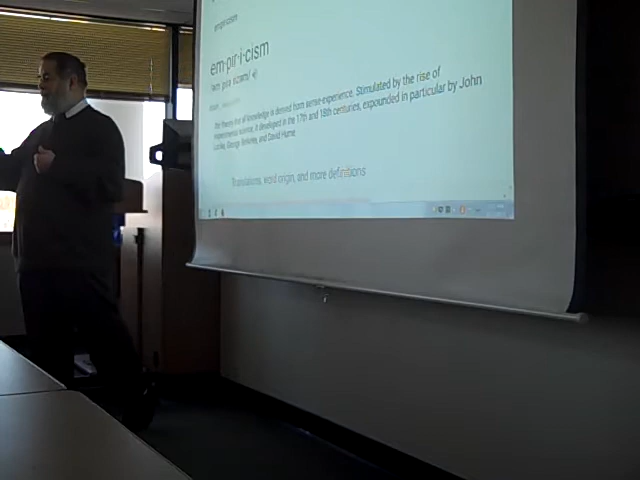 empiricism
em·pir·i·cism
noun
the theory that all knowledge is derived from sense-experience. Stimulated by the rise of
experimental science, it developed in the 17th and 18th centuries, expounded in particular by John
Locke, George Berkeley, and David Hume.
Translations, word origin, and more definitions